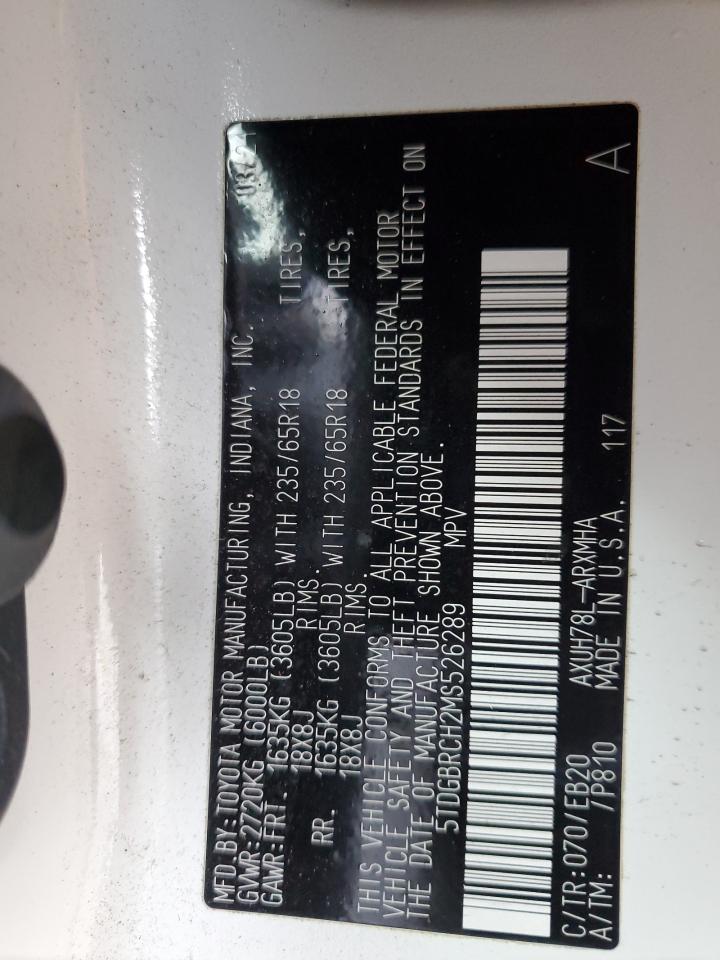 MFD.BY:TOYOTA MOTOR MANUFACTURING, INDIANA, INC. 03/21
GVWR:2720KG (6000LB)
GAWR:FRT. 1635KG (3605LB) WITH 235/65R18 TIRES,
18X8J RIMS.
RR. 1635KG (3605LB) WITH 235/65R18 TIRES,
18X8J RIMS.
THIS VEHICLE CONFORMS TO ALL APPLICABLE FEDERAL MOTOR
VEHICLE SAFETY AND THEFT PREVENTION STANDARDS IN EFFECT ON
THE DATE OF MANUFACTURE SHOWN ABOVE.
5TDGBRCH2MS526289 MPV
C/TR:070/EB20 AXUH78L-ARXMHA
A/TM: /P810 MADE IN U.S.A. 117 A